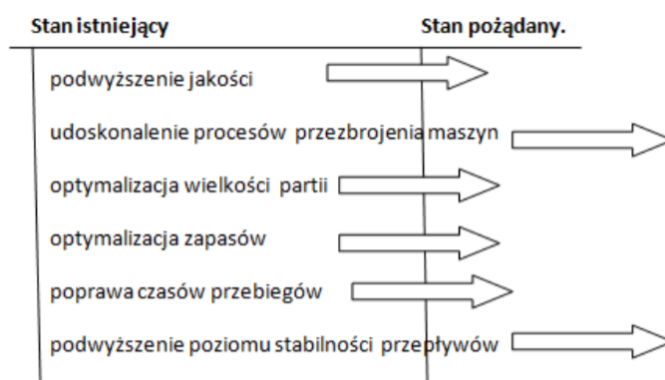 Stan istniejący Stan pożądany.
podwyższenie jakości
udoskonalenie procesów przezbrojenia maszyn
optymalizacja wielkości partii
optymalizacja zapasów
poprawa czasów przebiegów
podwyższenie poziomu stabilności przepływów